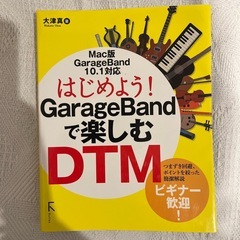 大津真 著
Mac版
GarageBand
10.1対応
はじめよう!
GarageBand
で楽しむ
DTM
つまずき回避、
ポイントを絞った
徹底解説
ビギナー
歓迎!